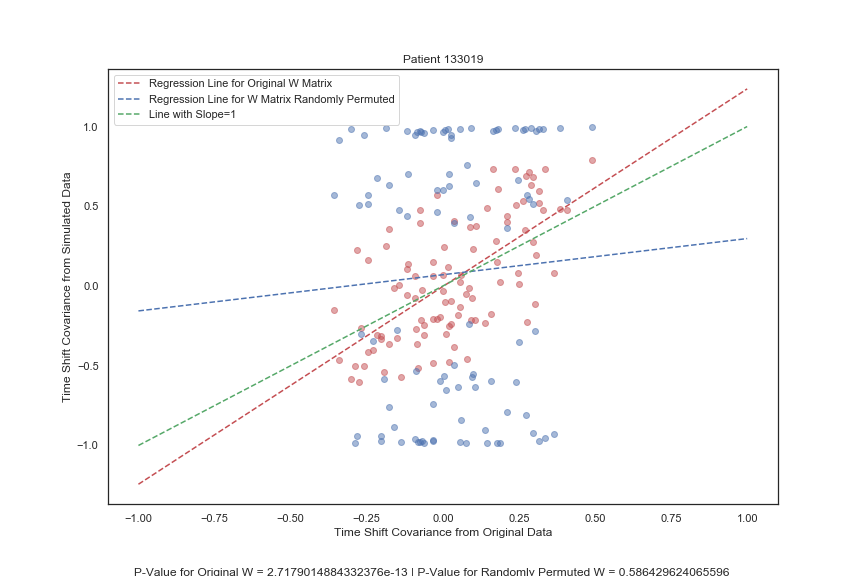 Patient 133019
Regression Line for Original W Matrix
Regression Line for W Matrix Randomly Permuted
Line with Slope=1
Time Shift Covariance from Simulated Data
1.0
0.5
0.0
−0.5
−1.0
−1.00 −0.75 −0.50 −0.25 0.00 0.25 0.50 0.75 1.00
Time Shift Covariance from Original Data
P-Value for Original W = 2.7179014884332376e-13 | P-Value for Randomly Permuted W = 0.586429624065596